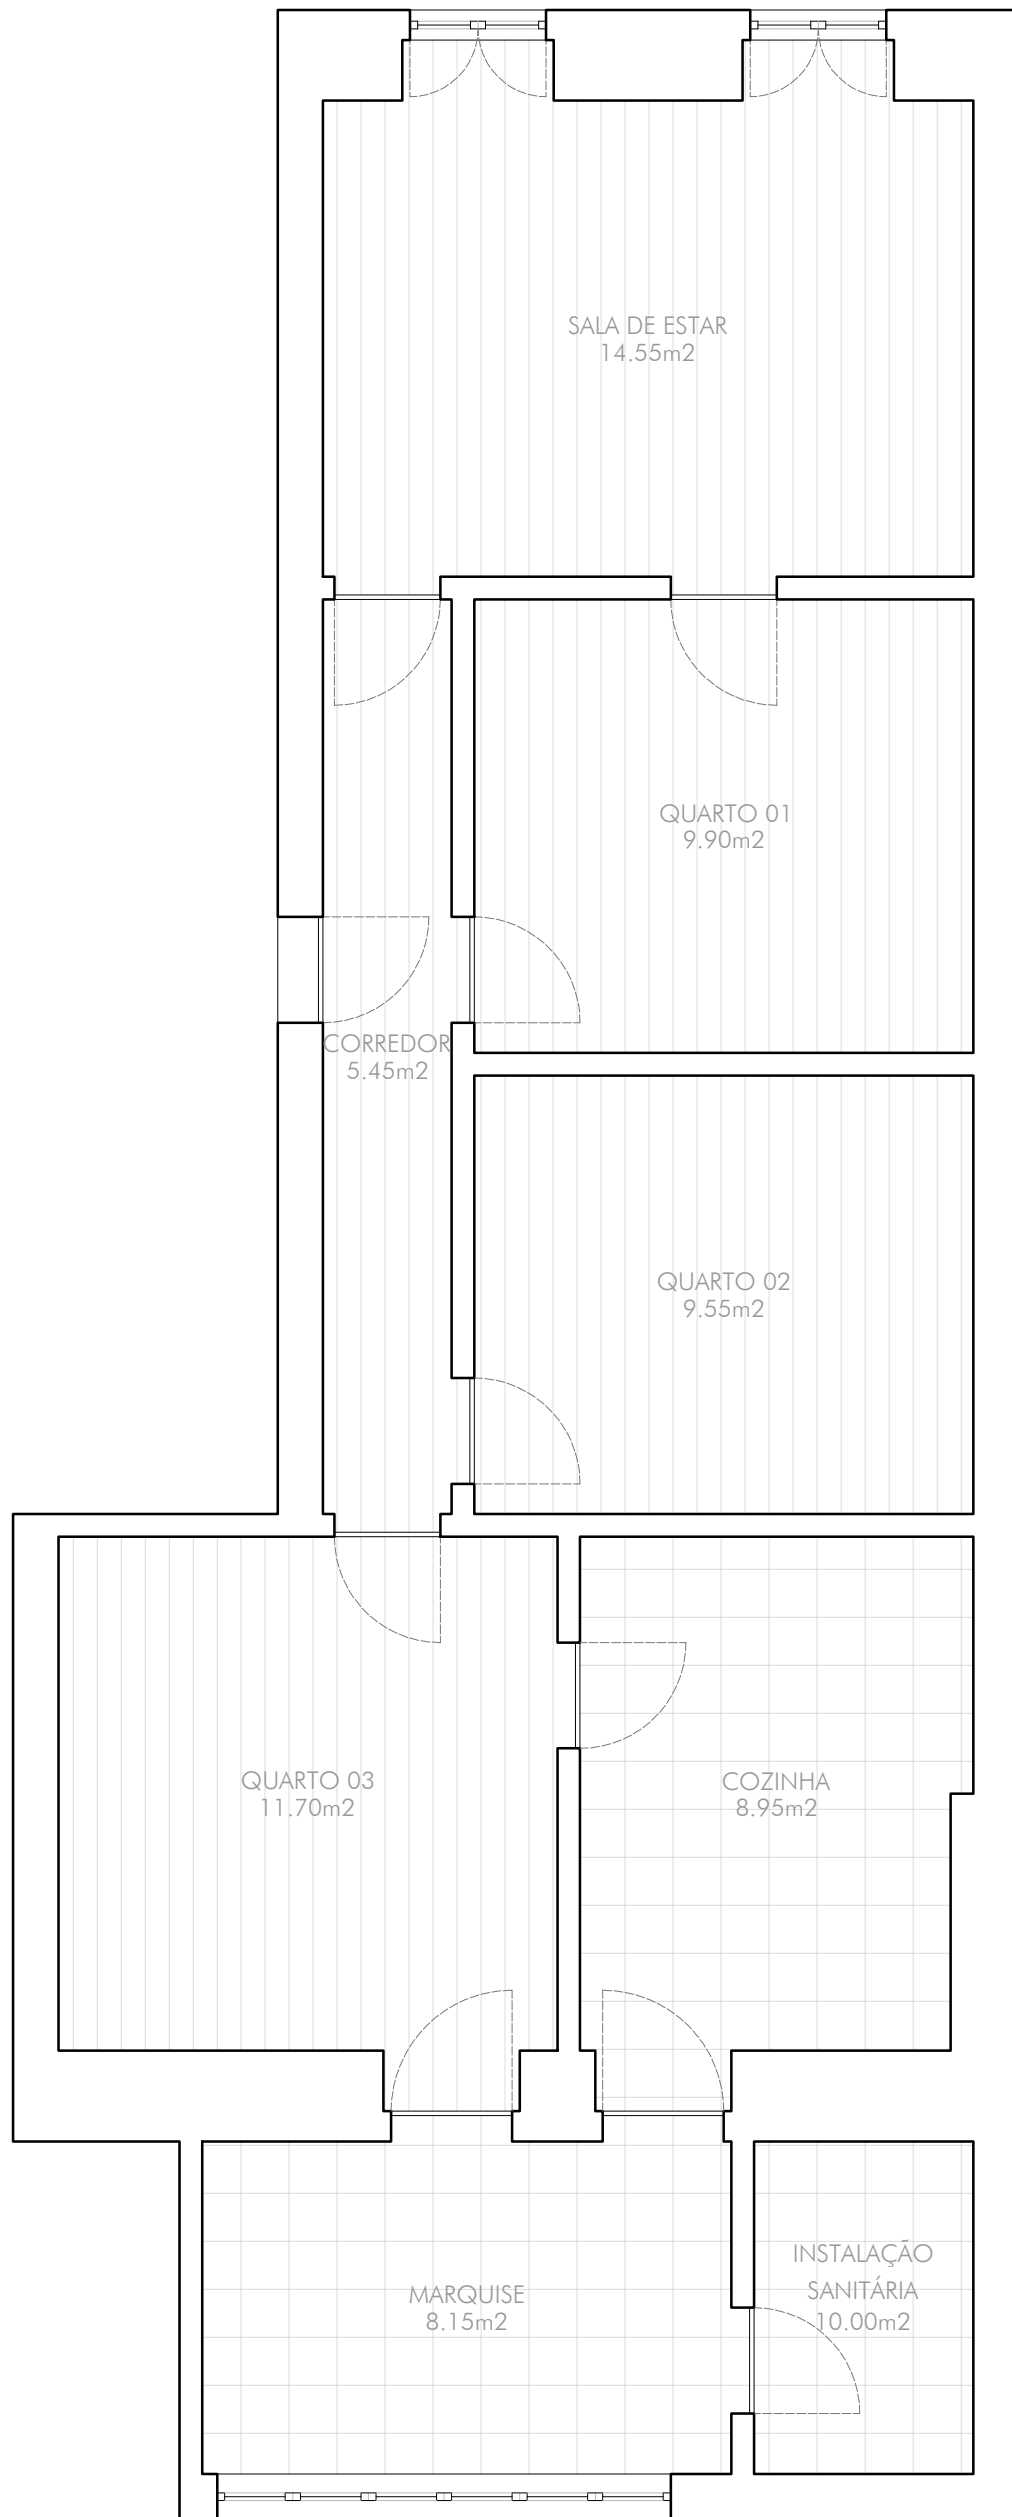 SALA DE ESTAR
14.55m2
QUARTO 01
9.90m2
CORREDOR
5.45m2
QUARTO 02
9.55m2
QUARTO 03
11.70m2
COZINHA
8.95m2
INSTALAÇÃO
SANITÁRIA
10.00m2
MARQUISE
8.15m2